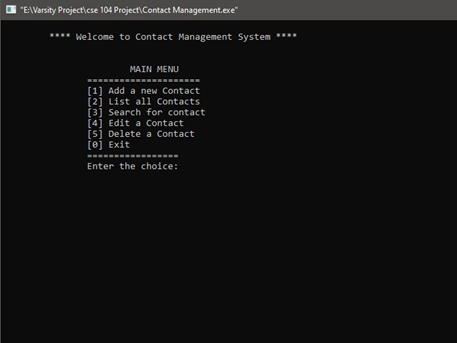 "E:\Varsity Project\cse 104 Project\Contact Management.exe"
**** Welcome to Contact Management System ****
MAIN MENU
=====================
[1] Add a new Contact
[2] List all Contacts
[3] Search for contact
[4] Edit a Contact
[5] Delete a Contact
[0] Exit
=================
Enter the choice: